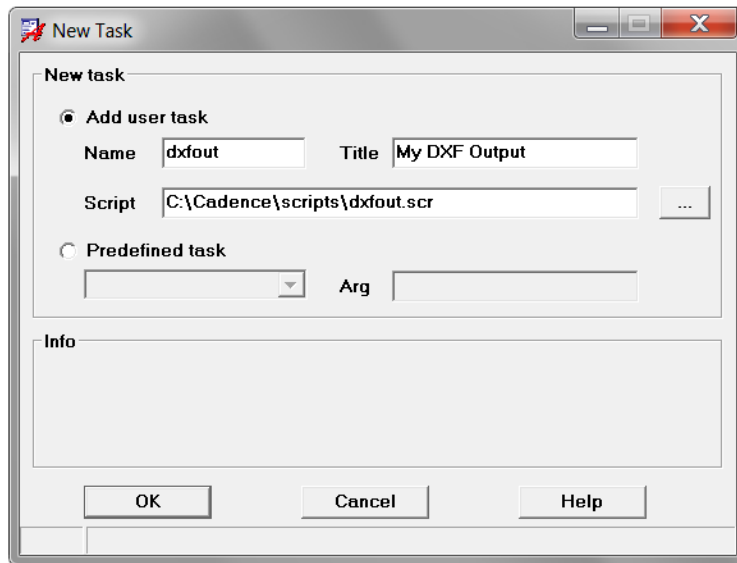 New Task
New task
Add user task
Name dxfout Title My DXF Output
Script C:\Cadence\scripts\dxfout.scr ...
Predefined task
Arg
Info
OK Cancel Help